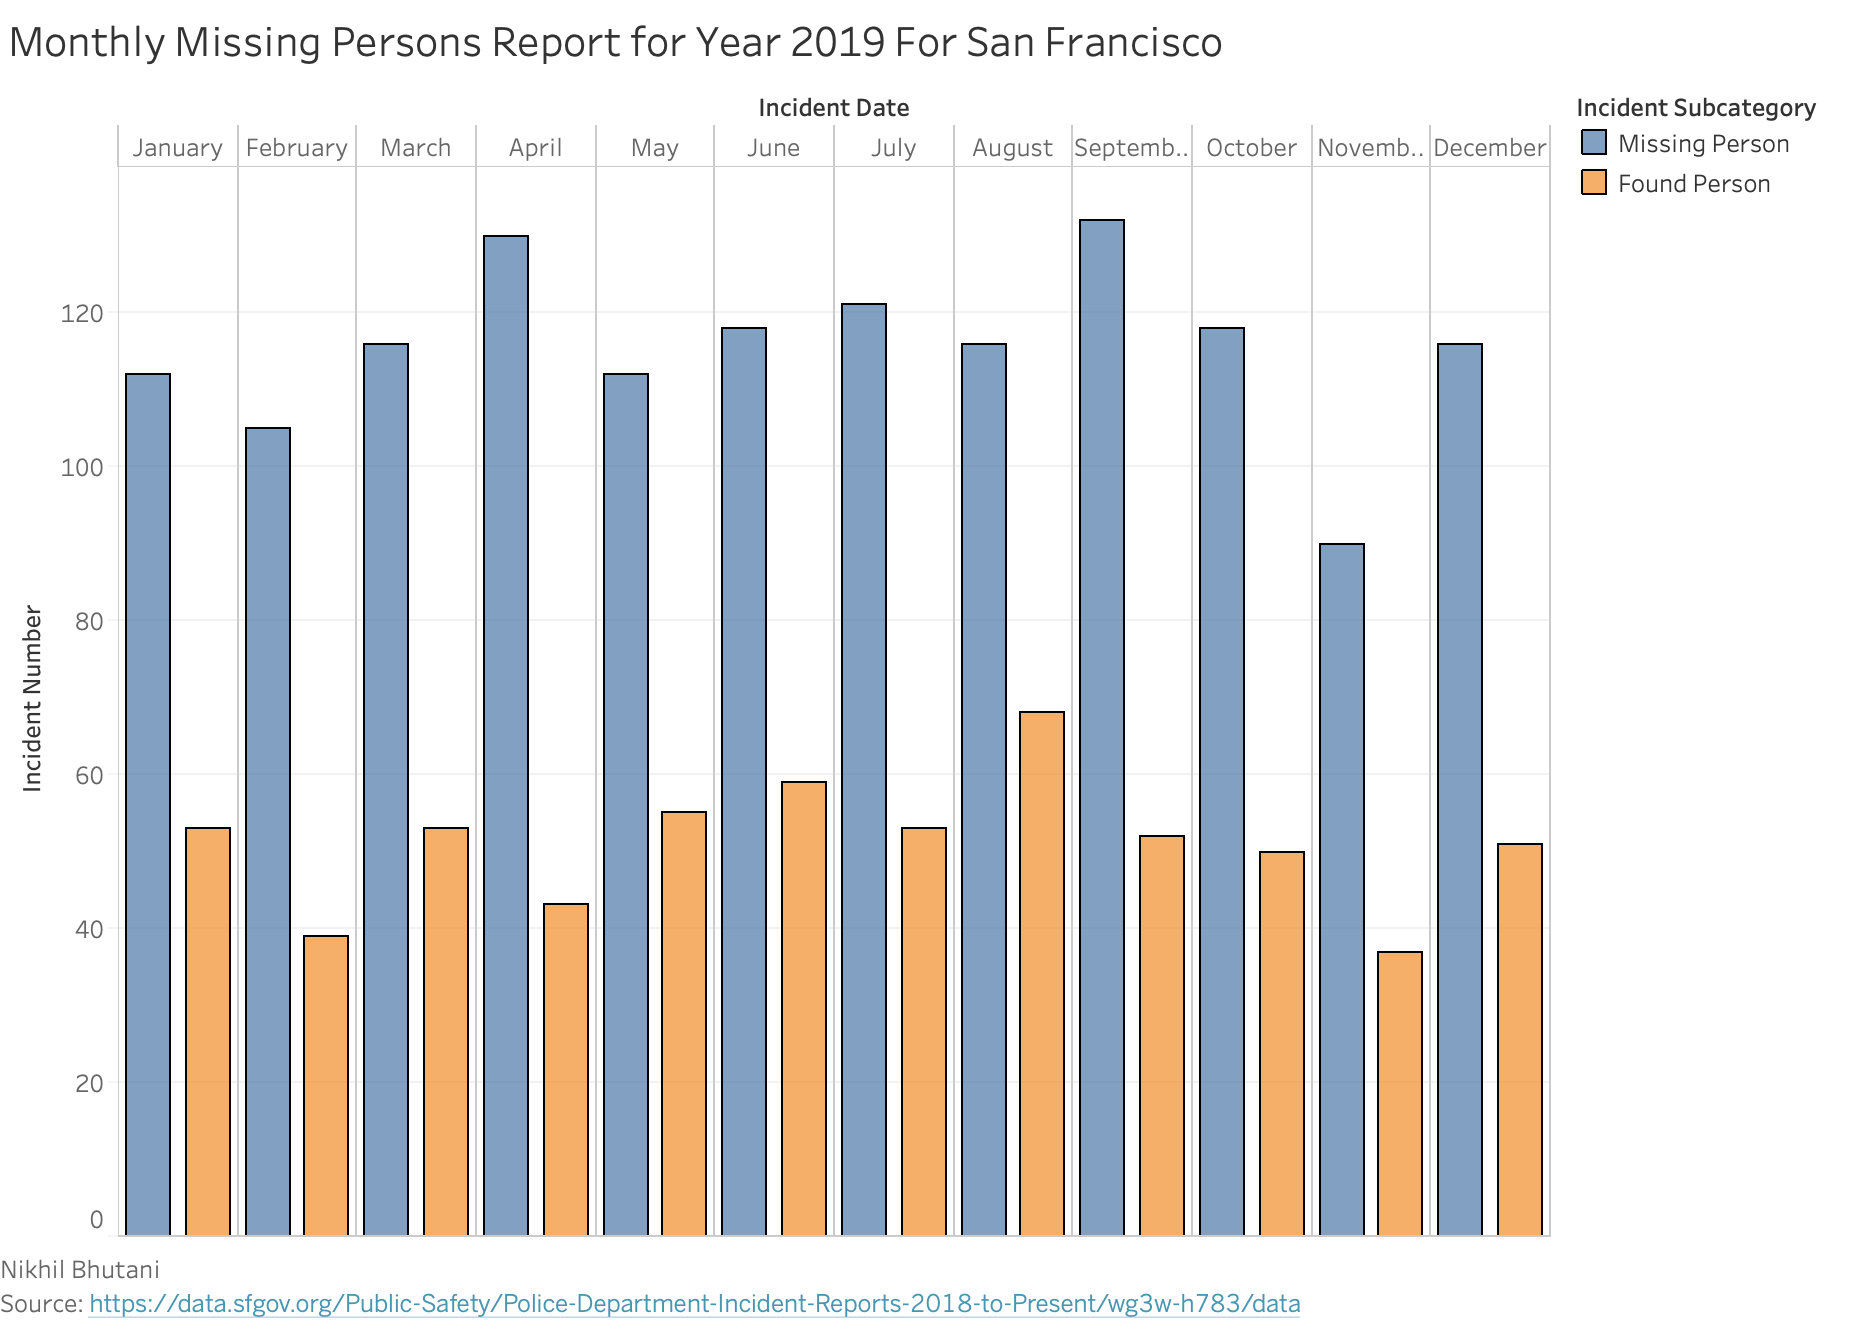 Monthly Missing Persons Report for Year 2019 For San Francisco
Incident Date
January February March April May June July August Septemb.. October Novemb.. December
Incident Subcategory
Missing Person
Found Person
Incident Number
120
100
80
60
40
20
0
Nikhil Bhutani
Source: https://data.sfgov.org/Public-Safety/Police-Department-Incident-Reports-2018-to-Present/wg3w-h783/data